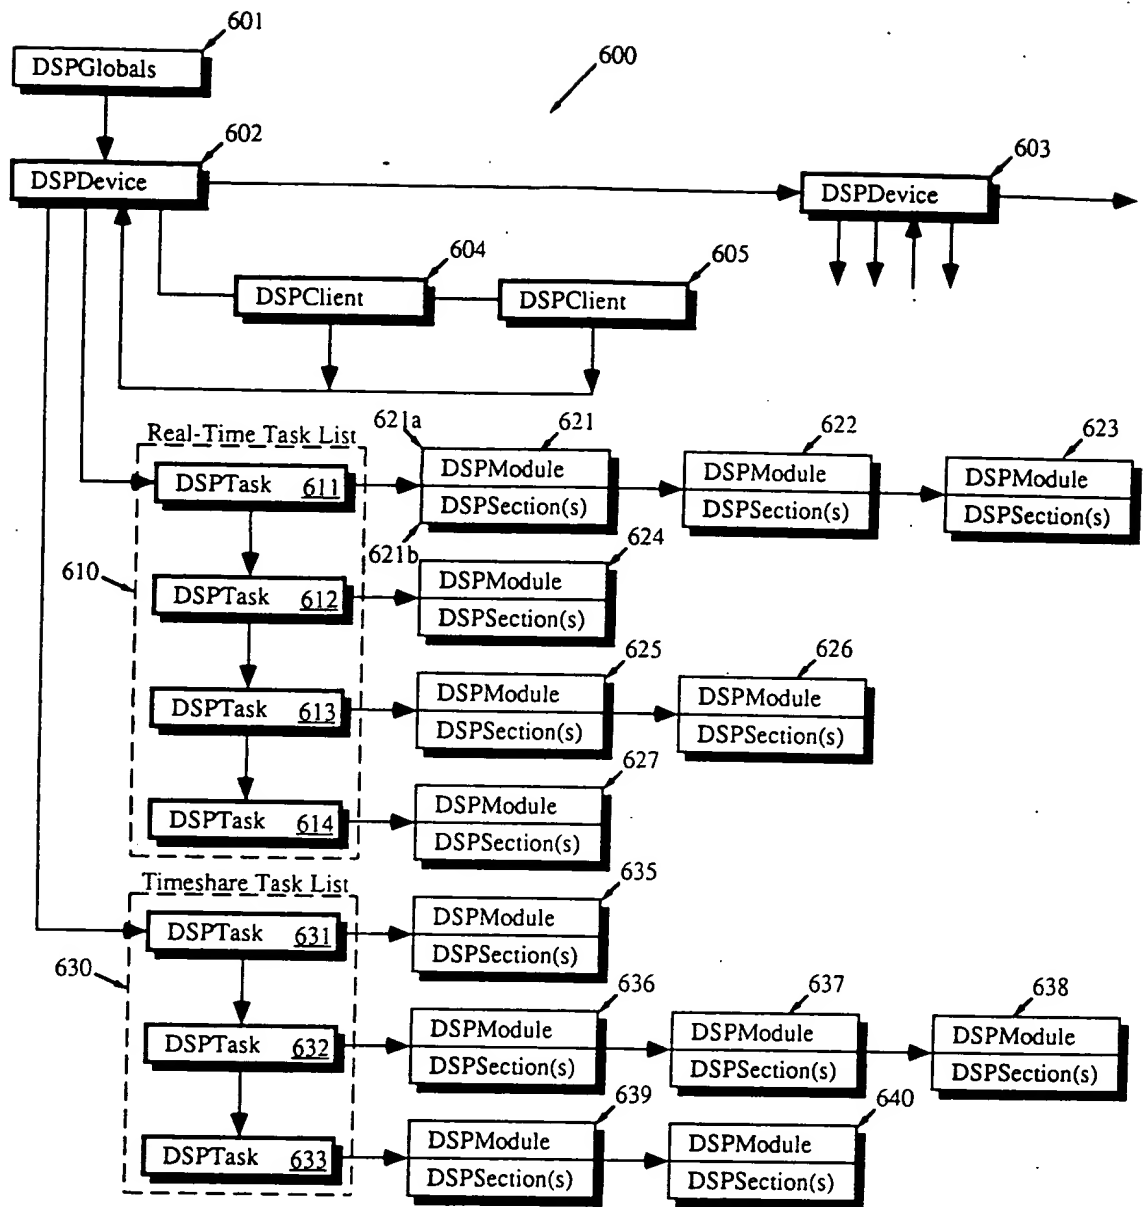 601
DSPGlobals
600
602
DSPDevice
603
DSPDevice
604
DSPClient
605
DSPClient
Real-Time Task List
610
DSPTask 611
621a
621
DSPModule
DSPSection(s)
621b
622
DSPModule
DSPSection(s)
623
DSPModule
DSPSection(s)
DSPTask 612
624
DSPModule
DSPSection(s)
DSPTask 613
625
DSPModule
DSPSection(s)
626
DSPModule
DSPSection(s)
DSPTask 614
627
DSPModule
DSPSection(s)
Timeshare Task List
630
DSPTask 631
635
DSPModule
DSPSection(s)
DSPTask 632
636
DSPModule
DSPSection(s)
637
DSPModule
DSPSection(s)
638
DSPModule
DSPSection(s)
DSPTask 633
639
DSPModule
DSPSection(s)
640
DSPModule
DSPSection(s)